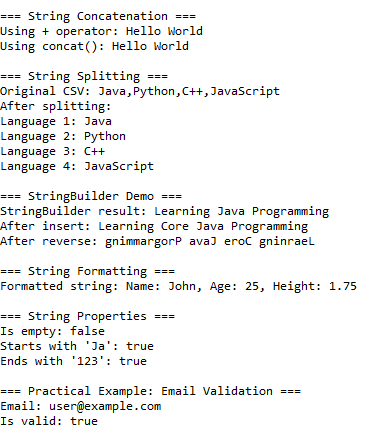 === String Concatenation ===
Using + operator: Hello World
Using concat(): Hello World
=== String Splitting ===
Original CSV: Java,Python,C++,JavaScript
After splitting:
Language 1: Java
Language 2: Python
Language 3: C++
Language 4: JavaScript
=== StringBuilder Demo ===
StringBuilder result: Learning Java Programming
After insert: Learning Core Java Programming
After reverse: gnimmargorP avaJ eroC gninraeL
=== String Formatting ===
Formatted string: Name: John, Age: 25, Height: 1.75
=== String Properties ===
Is empty: false
Starts with 'Ja': true
Ends with '123': true
=== Practical Example: Email Validation ===
Email: user@example.com
Is valid: true